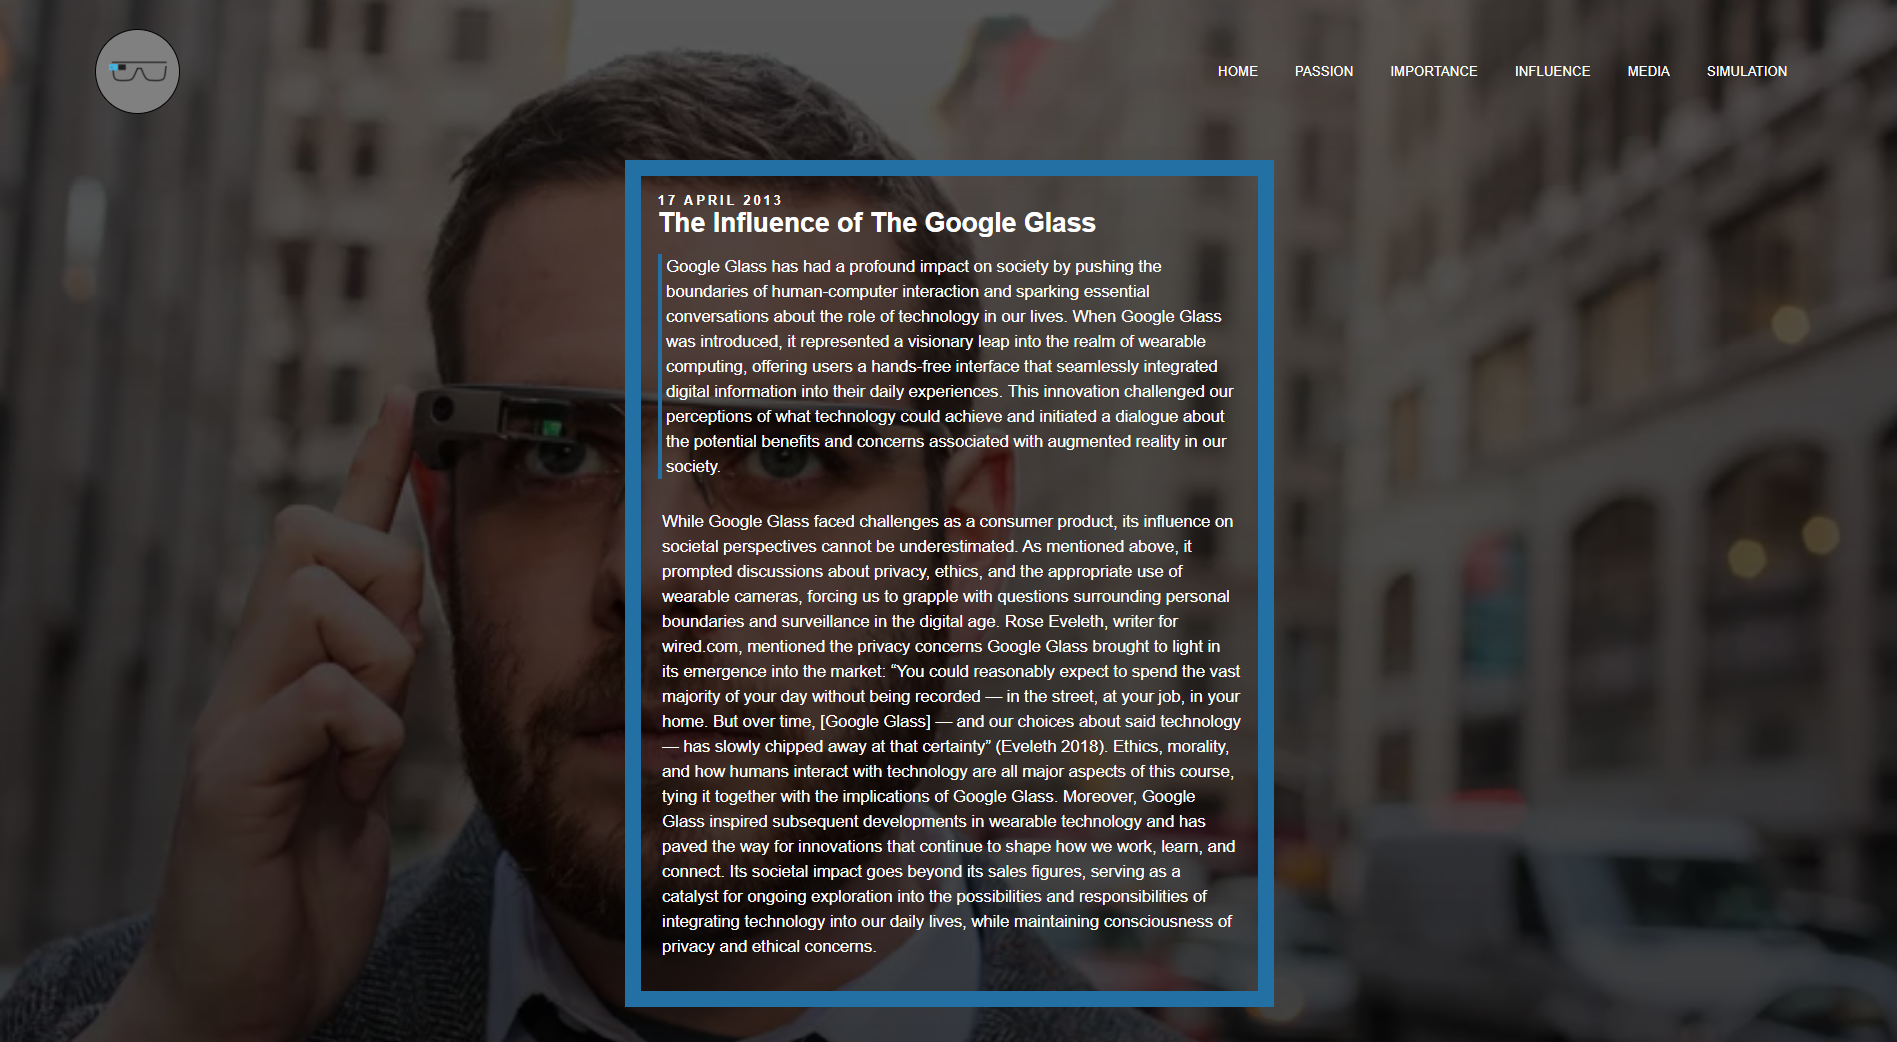 HOME PASSION IMPORTANCE INFLUENCE MEDIA SIMULATION
17 APRIL 2013
The Influence of The Google Glass
Google Glass has had a profound impact on society by pushing the
boundaries of human-computer interaction and sparking essential
conversations about the role of technology in our lives. When Google Glass
was introduced, it represented a visionary leap into the realm of wearable
computing, offering users a hands-free interface that seamlessly integrated
digital information into their daily experiences. This innovation challenged our
perceptions of what technology could achieve and initiated a dialogue about
the potential benefits and concerns associated with augmented reality in our
society.
While Google Glass faced challenges as a consumer product, its influence on
societal perspectives cannot be underestimated. As mentioned above, it
prompted discussions about privacy, ethics, and the appropriate use of
wearable cameras, forcing us to grapple with questions surrounding personal
boundaries and surveillance in the digital age. Rose Eveleth, writer for
wired.com, mentioned the privacy concerns Google Glass brought to light in
its emergence into the market: “You could reasonably expect to spend the vast
majority of your day without being recorded — in the street, at your job, in your
home. But over time, [Google Glass] — and our choices about said technology
— has slowly chipped away at that certainty” (Eveleth 2018). Ethics, morality,
and how humans interact with technology are all major aspects of this course,
tying it together with the implications of Google Glass. Moreover, Google
Glass inspired subsequent developments in wearable technology and has
paved the way for innovations that continue to shape how we work, learn, and
connect. Its societal impact goes beyond its sales figures, serving as a
catalyst for ongoing exploration into the possibilities and responsibilities of
integrating technology into our daily lives, while maintaining consciousness of
privacy and ethical concerns.